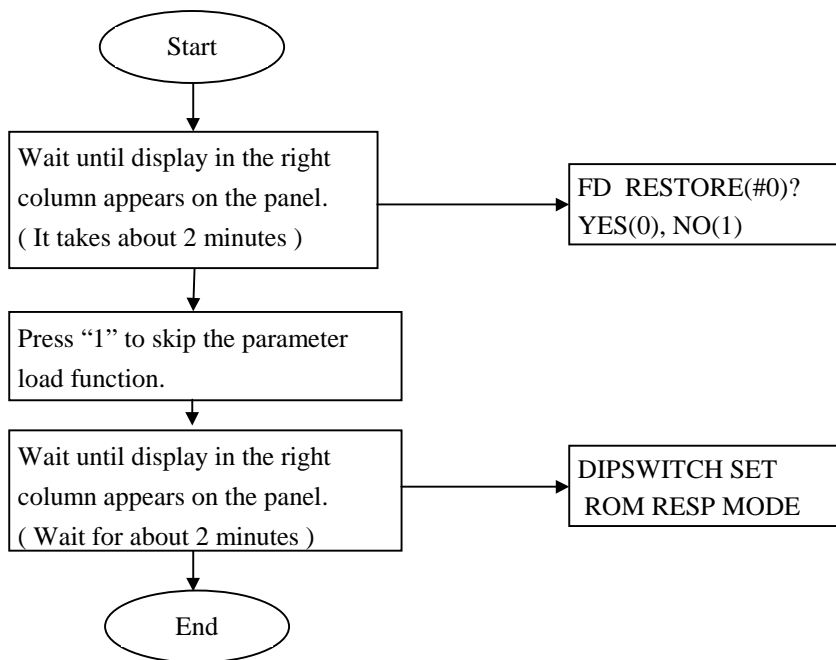 Start
Wait until display in the right
column appears on the panel.
( It takes about 2 minutes )
FD RESTORE(#0)?
YES(0), NO(1)
Press “1” to skip the parameter
load function.
Wait until display in the right
column appears on the panel.
( Wait for about 2 minutes )
DIPSWITCH SET
ROM RESP MODE
End